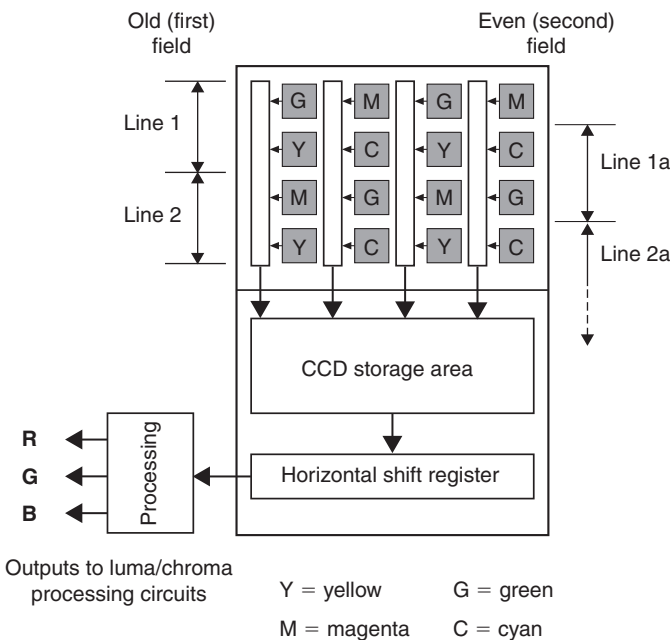 Old (first)
field
Even (second)
field
G M G M
Line 1
Y C Y C
Line 1a
M G M G
Line 2
Y C Y C
Line 2a
CCD storage area
Horizontal shift register
Processing
R
G
B
Outputs to luma/chroma
processing circuits
Y = yellow G = green
M = magenta C = cyan